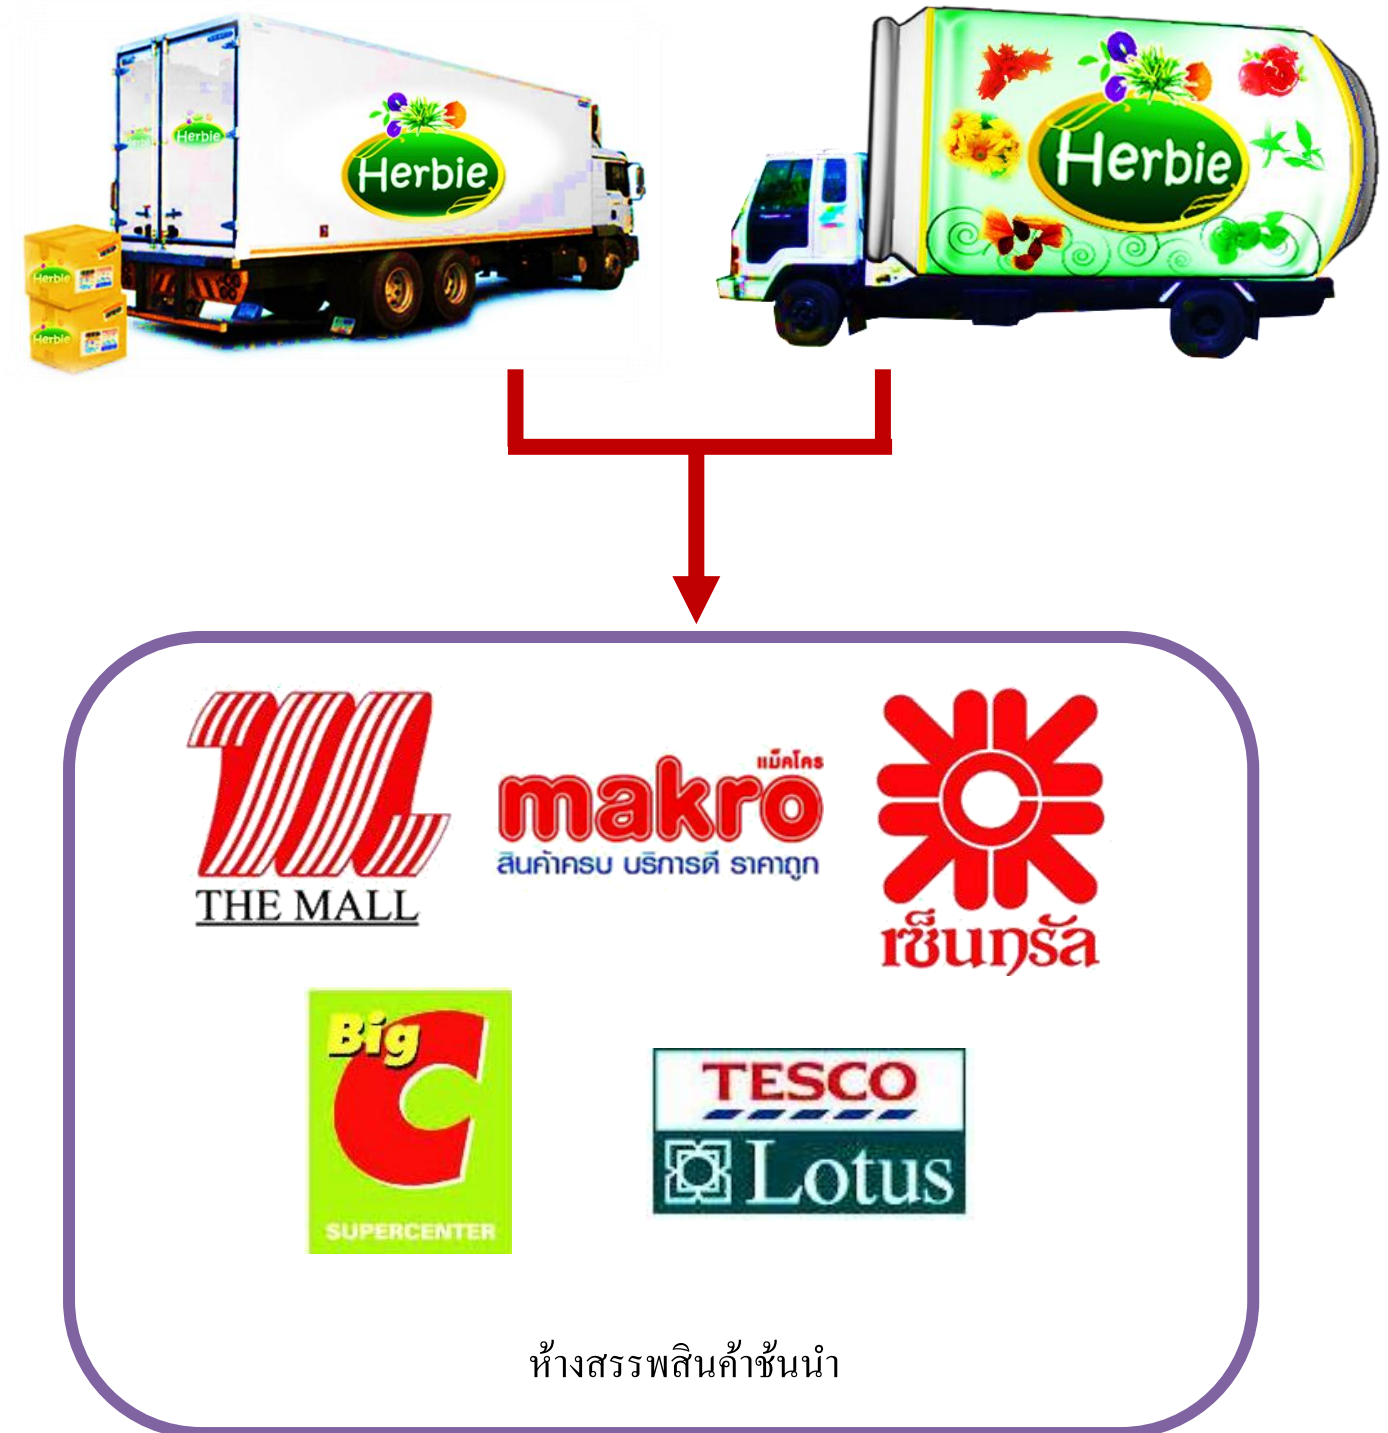 Herbie
Herbie
Herbie
Herbie
Herbie
Herbie
THE MALL
แม็คโคร
makro
สินค้าครบ บริการดี ราคาถูก
เซ็นทรัล
Big
C
SUPERCENTER
TESCO
Lotus
ห้างสรรพสินค้าช้นนำ